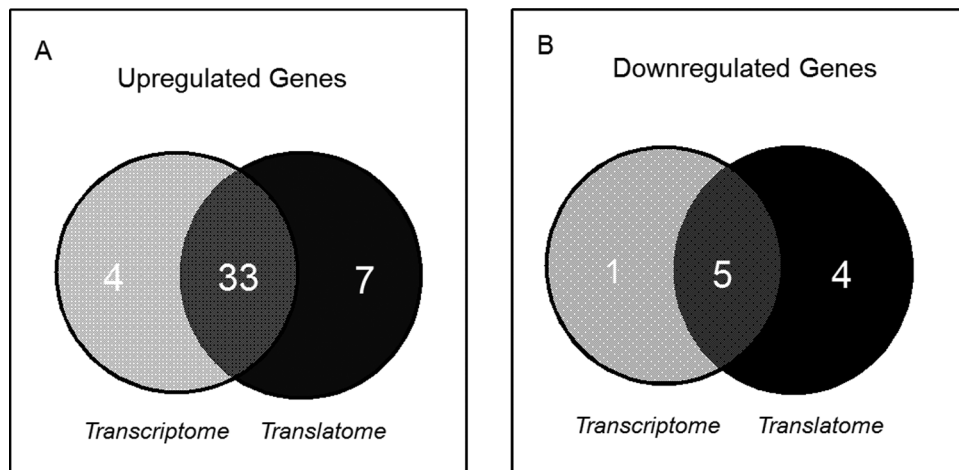 A
Upregulated Genes
4
33
7
Transcriptome
Translatome
B
Downregulated Genes
1
5
4
Transcriptome
Translatome